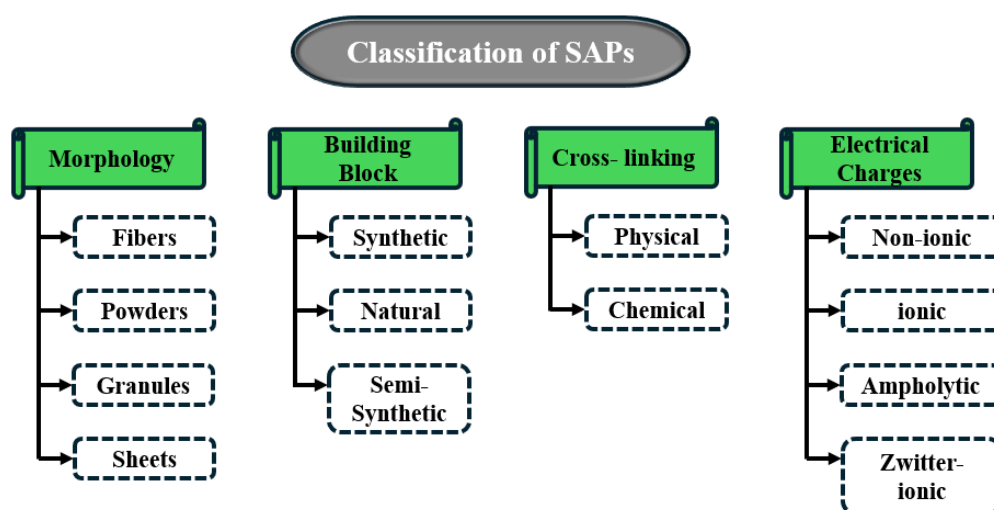 Classification of SAPs
Morphology
Fibers
Powders
Granules
Sheets
Building
Block
Synthetic
Natural
Semi-
Synthetic
Cross- linking
Physical
Chemical
Electrical
Charges
Non-ionic
ionic
Ampholytic
Zwitter-
ionic